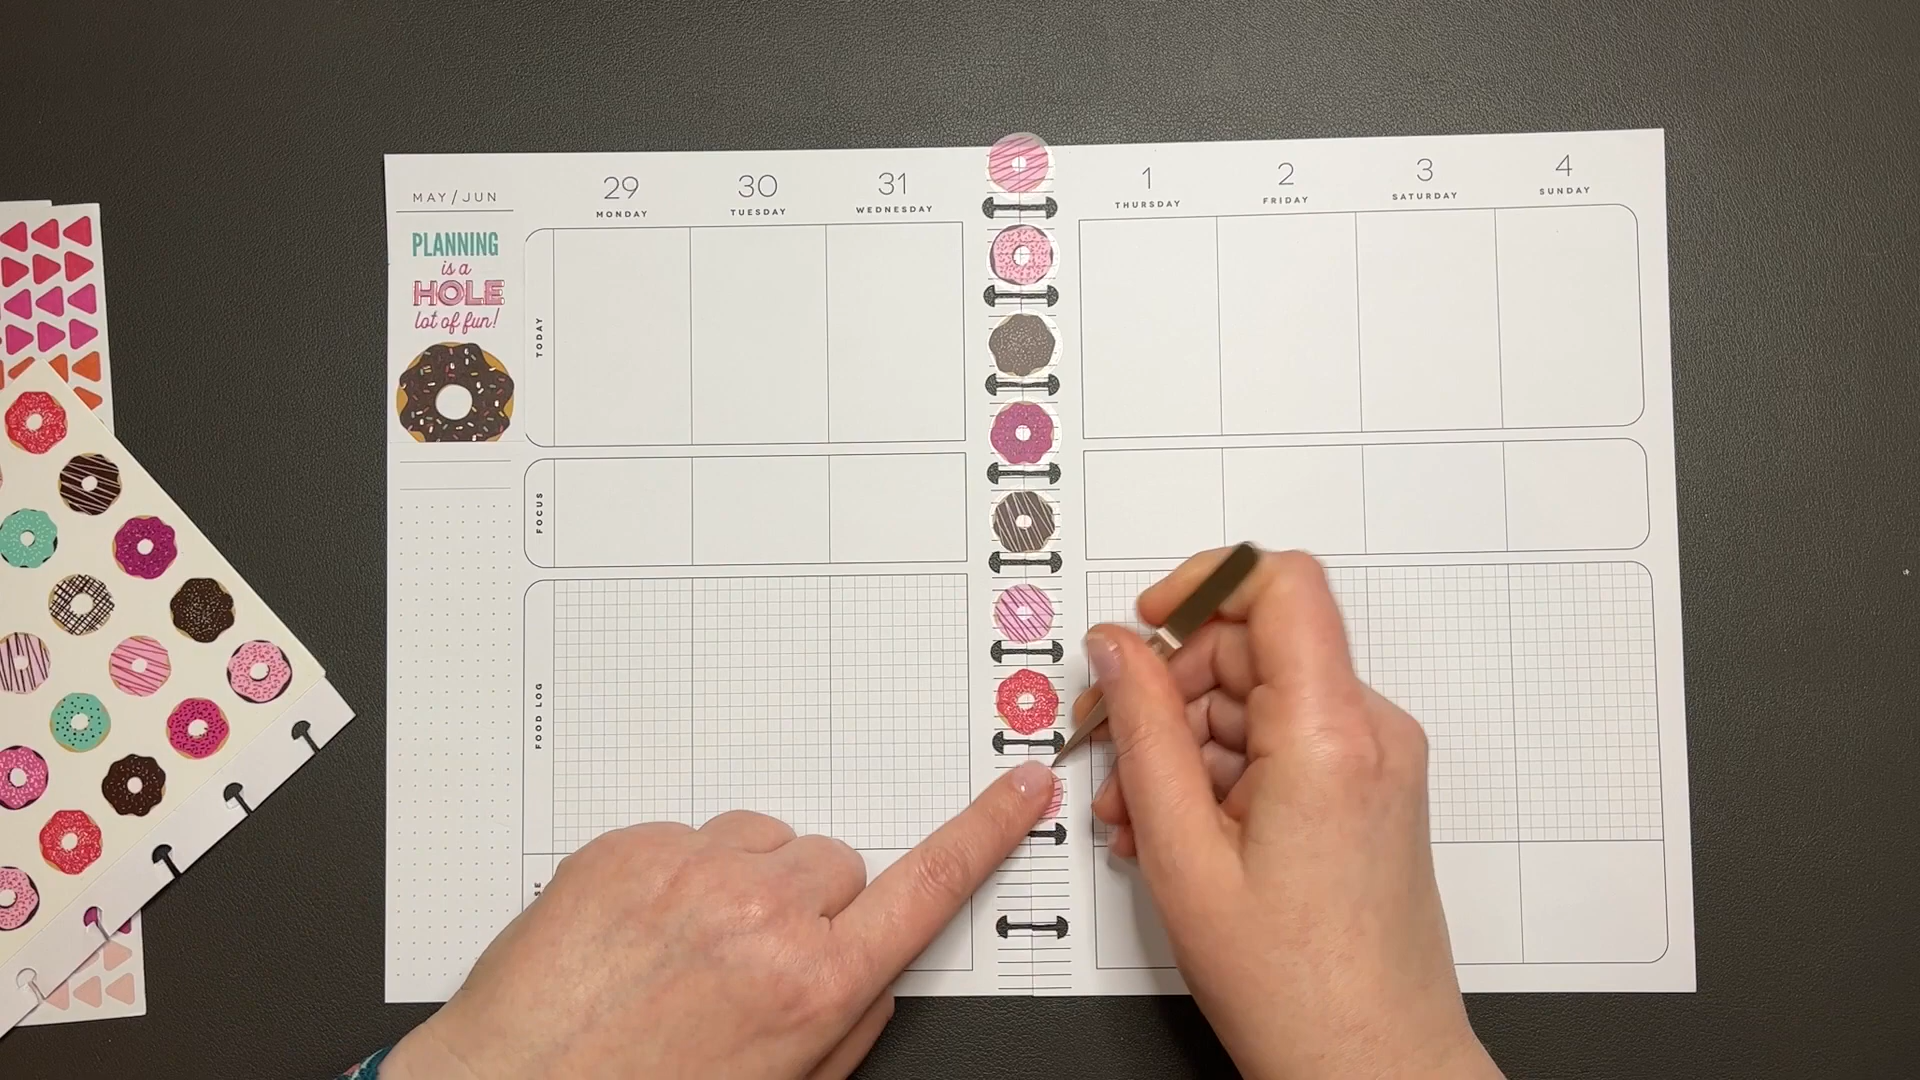 MAY/JUN
PLANNING
is a
HOLE
lot of fun!
29
MONDAY
30
TUESDAY
31
WEDNESDAY
1
THURSDAY
2
FRIDAY
3
SATURDAY
4
SUNDAY
TODAY
FOCUS
FOOD LOG